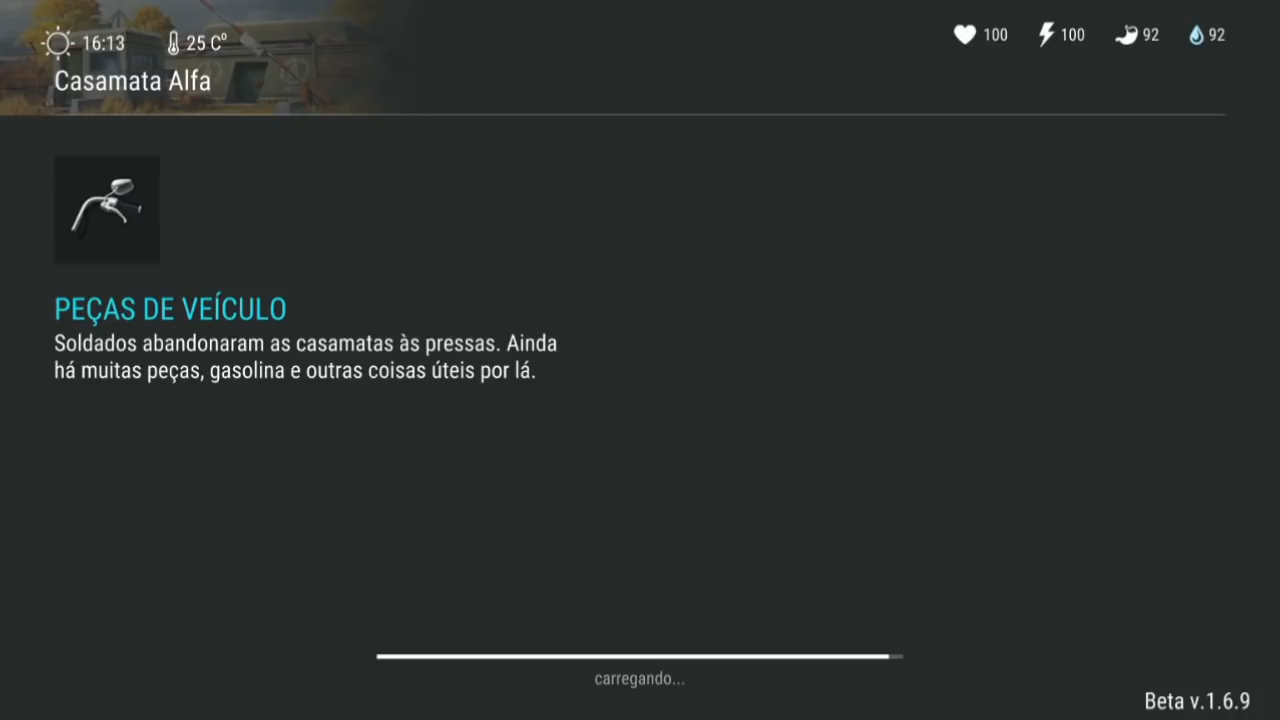 16:13 25 Cº 100 100 92 92
Casamata Alfa
PEÇAS DE VEÍCULO
Soldados abandonaram as casamatas às pressas. Ainda
há muitas peças, gasolina e outras coisas úteis por lá.
carregando...
Beta v.1.6.9